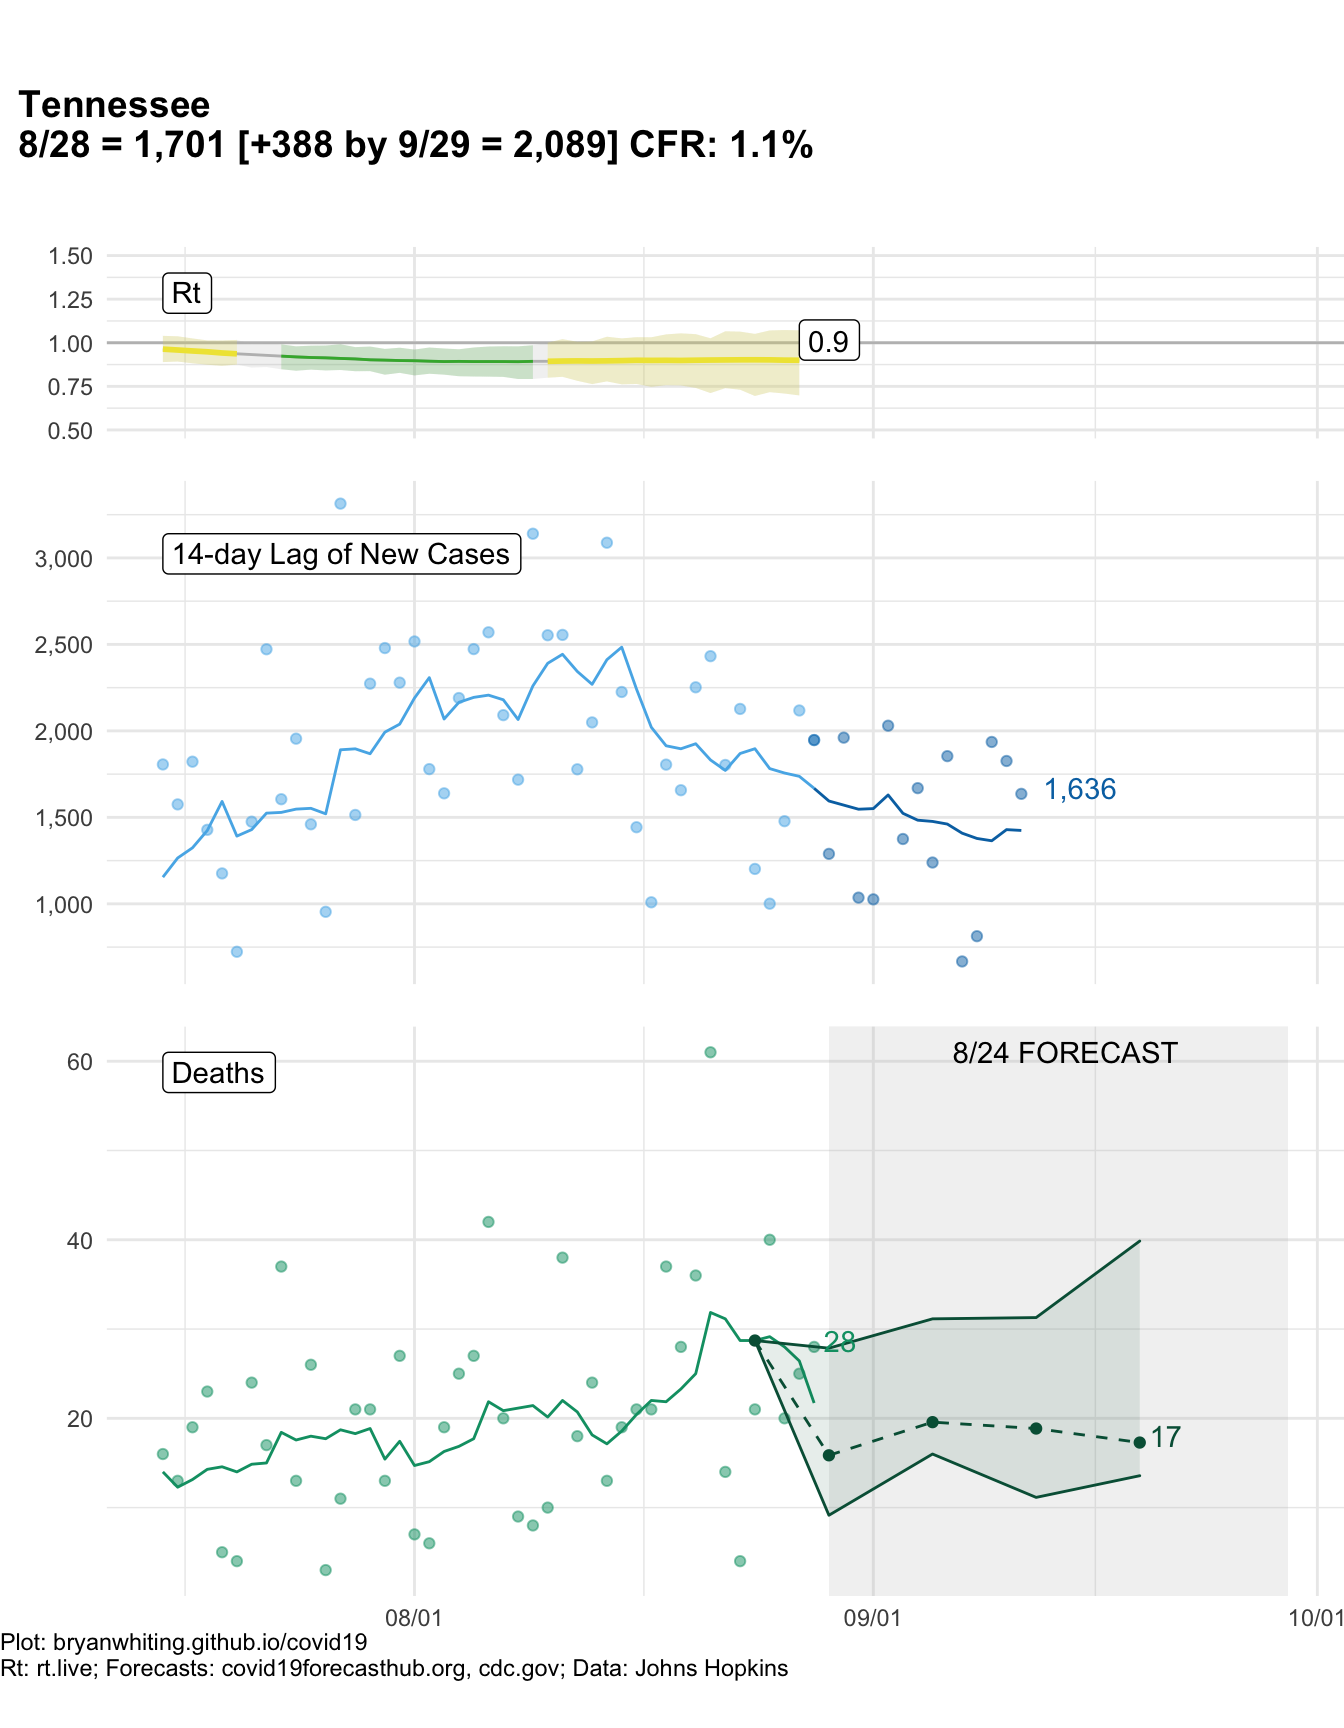 Tennessee
8/28 = 1,701 [+388 by 9/29 = 2,089] CFR: 1.1%
1.50
1.25
1.00
0.75
0.50
Rt
0.9
3,000
2,500
2,000
1,500
1,000
14-day Lag of New Cases
1,636
60
40
20
Deaths
8/24 FORECAST
28
17
08/01
09/01
10/01
Plot: bryanwhiting.github.io/covid19
Rt: rt.live; Forecasts: covid19forecasthub.org, cdc.gov; Data: Johns Hopkins